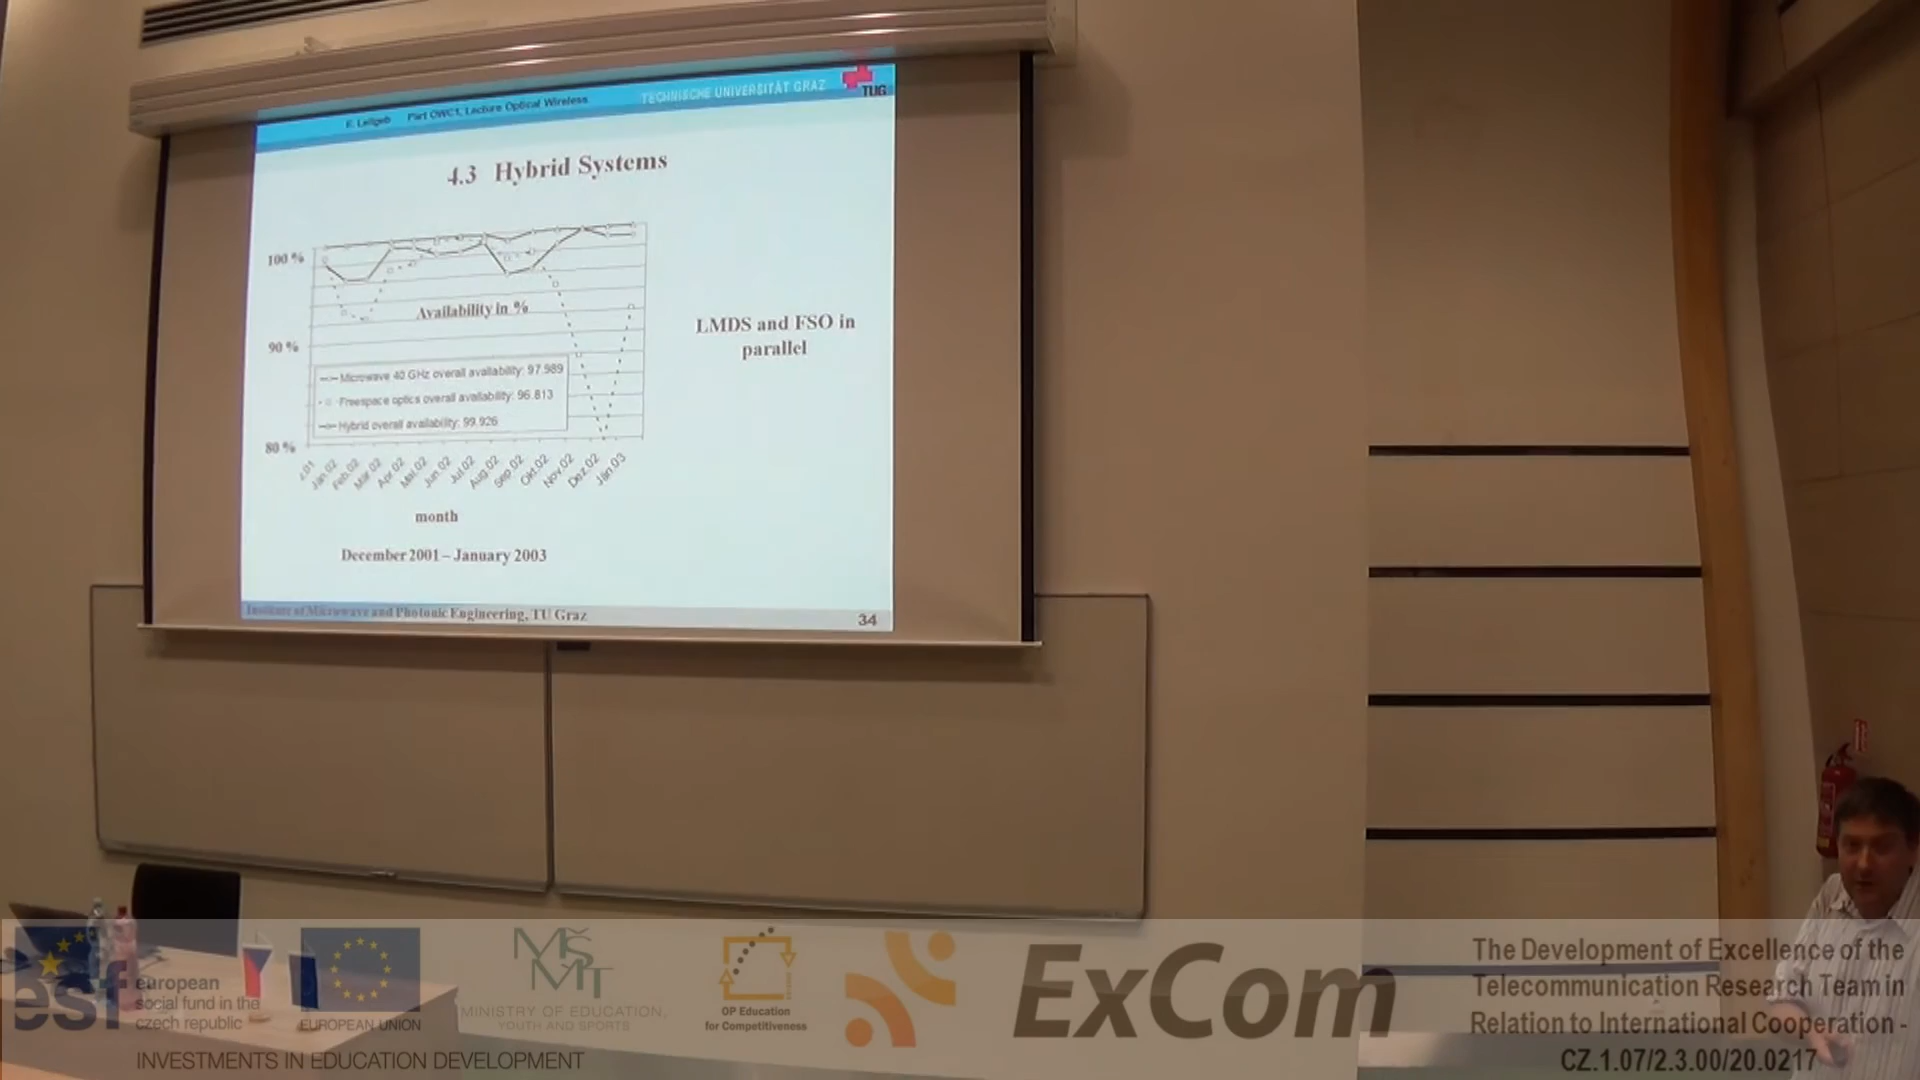 E. Leitgeb Part OWC1, Lecture Optical Wireless
TECHNISCHE UNIVERSITÄT GRAZ
TUG
4.3 Hybrid Systems
100 %
90 %
80 %
Availability in %
Microwave 40 GHz overall availability: 97.989
Freespace optics overall availability: 96.813
Hybrid overall availability: 99.926
Jän.02
Feb.02
Mär.02
Apr.02
Mai.02
Jun.02
Jul.02
Aug.02
Sep.02
Okt.02
Nov.02
Dez.02
Jän.03
month
December 2001 – January 2003
LMDS and FSO in
parallel
Institute of Microwave and Photonic Engineering, TU Graz
34
esf
european
social fund in the
czech republic
EUROPEAN UNION
MŠ
MT
MINISTRY OF EDUCATION,
YOUTH AND SPORTS
OP Education
for Competitiveness
INVESTMENTS IN EDUCATION DEVELOPMENT
ExCom
The Development of Excellence of the
Telecommunication Research Team in
Relation to International Cooperation -
CZ.1.07/2.3.00/20.0217